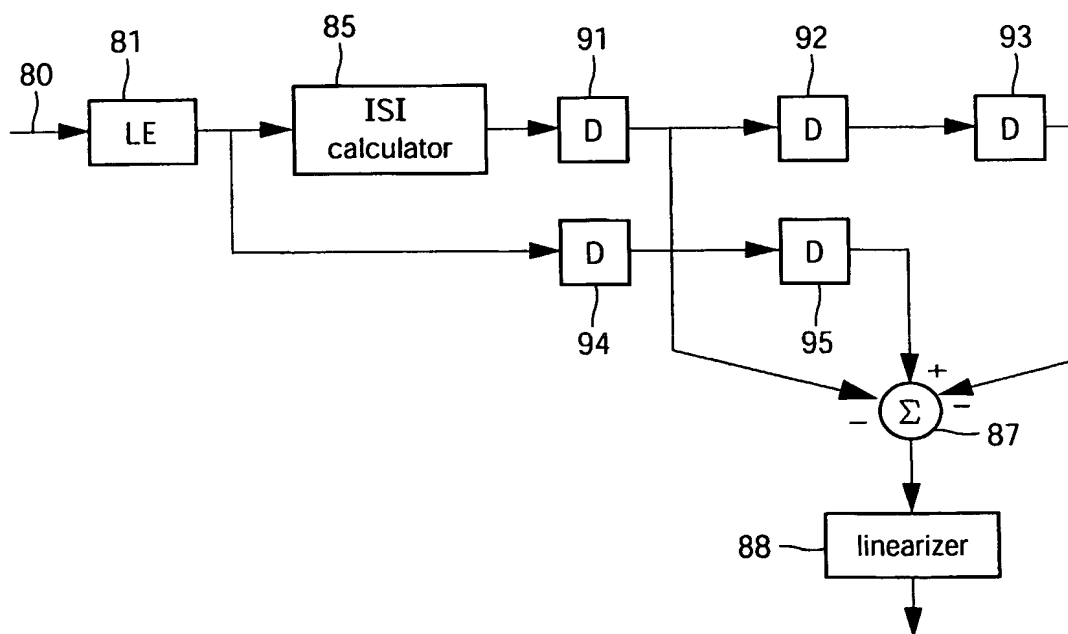 80
81
85
91
92
93
LE
ISI
calculator
D
D
D
D
D
94
95
+
−
−
Σ
87
88
linearizer